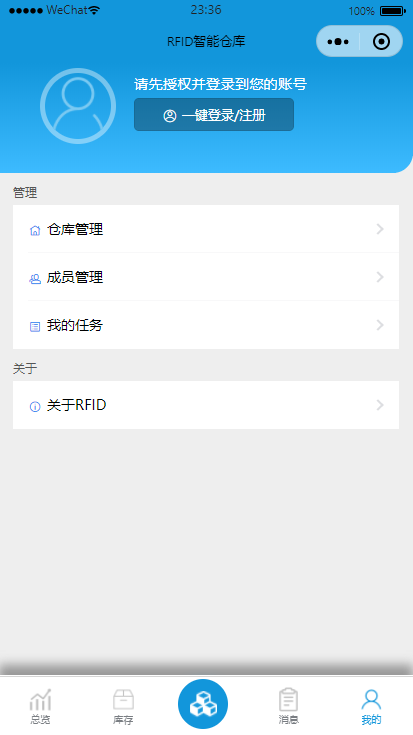 WeChat 23:36 100%
RFID智能仓库
请先授权并登录到您的账号
一键登录/注册
管理
仓库管理
成员管理
我的任务
关于
关于RFID
总览 库存 消息 我的